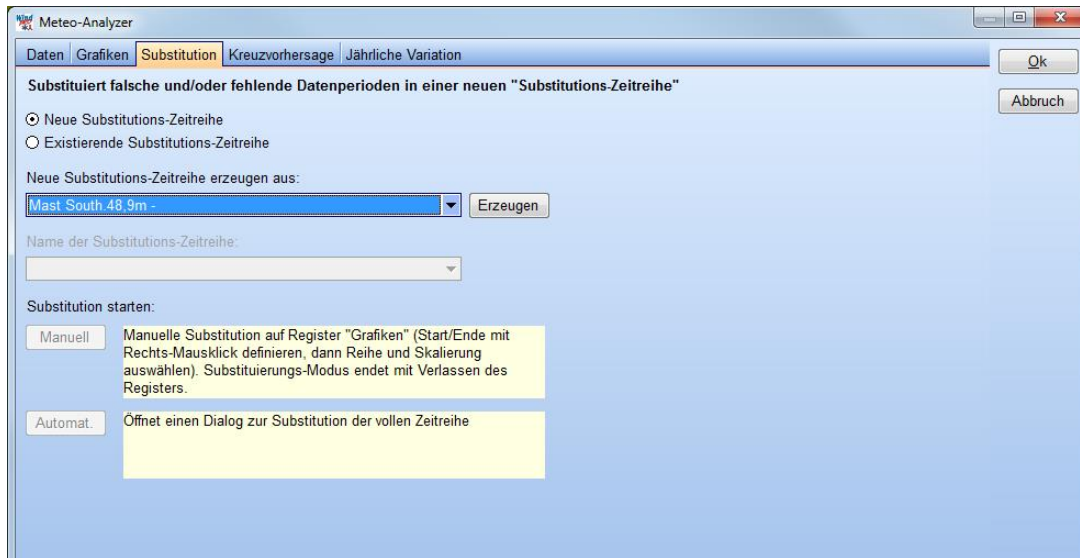 Meteo-Analyzer
Daten Grafiken Substitution Kreuzvorhersage Jährliche Variation
Ok
Abbruch
Substituiert falsche und/oder fehlende Datenperioden in einer neuen "Substitutions-Zeitreihe"
Neue Substitutions-Zeitreihe
Existierende Substitutions-Zeitreihe
Neue Substitutions-Zeitreihe erzeugen aus:
Mast South.48,9m -
Erzeugen
Name der Substitutions-Zeitreihe:
Substitution starten:
Manuell
Manuelle Substitution auf Register "Grafiken" (Start/Ende mit
Rechts-Mausklick definieren, dann Reihe und Skalierung
auswählen). Substituierungs-Modus endet mit Verlassen des
Registers.
Automat.
Öffnet einen Dialog zur Substitution der vollen Zeitreihe